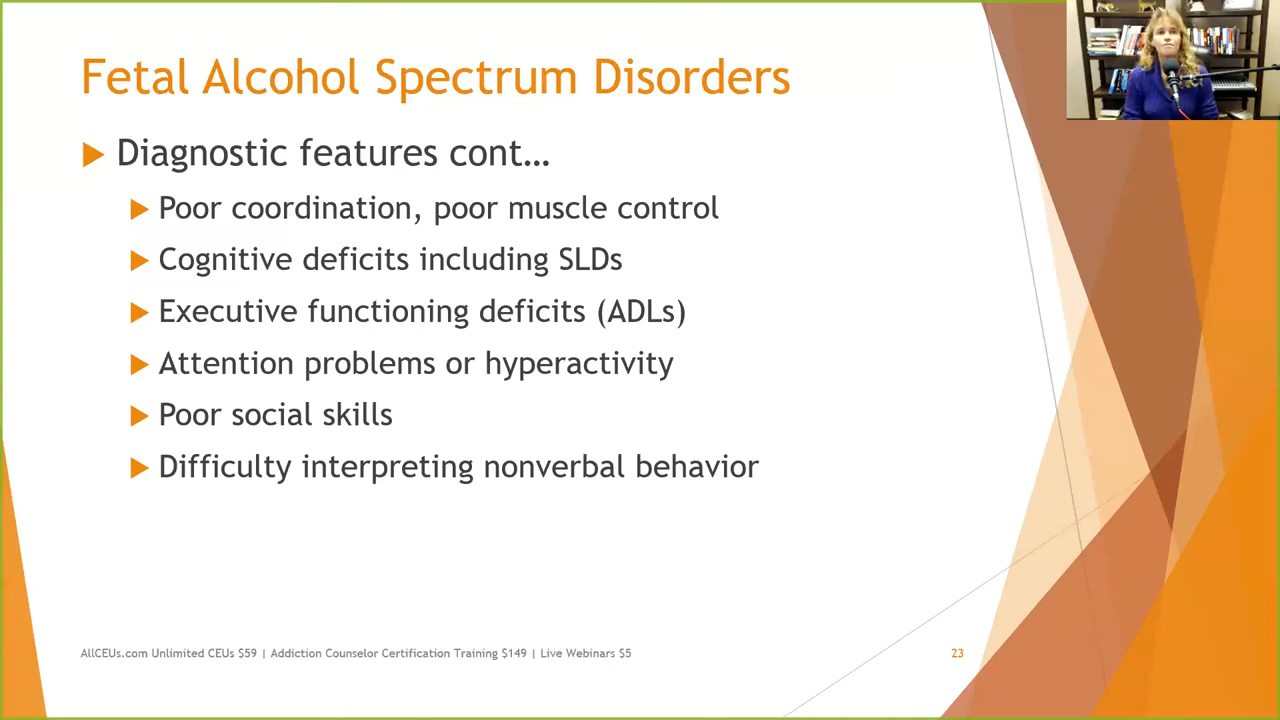 Fetal Alcohol Spectrum Disorders
Diagnostic features cont…
Poor coordination, poor muscle control
Cognitive deficits including SLDs
Executive functioning deficits (ADLs)
Attention problems or hyperactivity
Poor social skills
Difficulty interpreting nonverbal behavior
AllCEUs.com Unlimited CEUs $59 | Addiction Counselor Certification Training $149 | Live Webinars $5
23